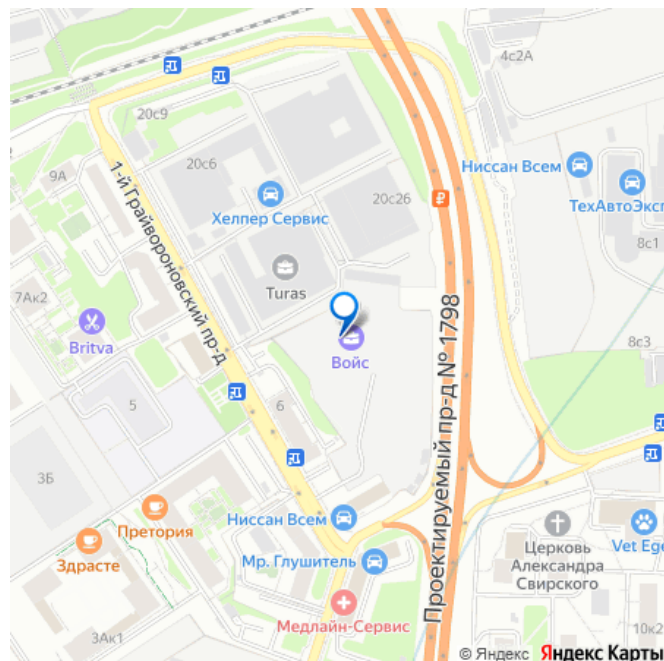 4с2А
20с9
20с6
9А
Ниссан Всем
ТехАвтоЭксп
Хелпер Сервис
20с26
8с1
1-й Грайвороновский пр-д
Turas
7Ак2
Britva
Войс
Проектируемый пр-д № 1798
8с3
5
6
3Б
Претория
Ниссан Всем
Здрасте
Мр. Глушитель
Церковь
Александра
Свирского
Vet Ege
Медлайн-Сервис
3Ак1
10к2
© Яндекс Яндекс Карты